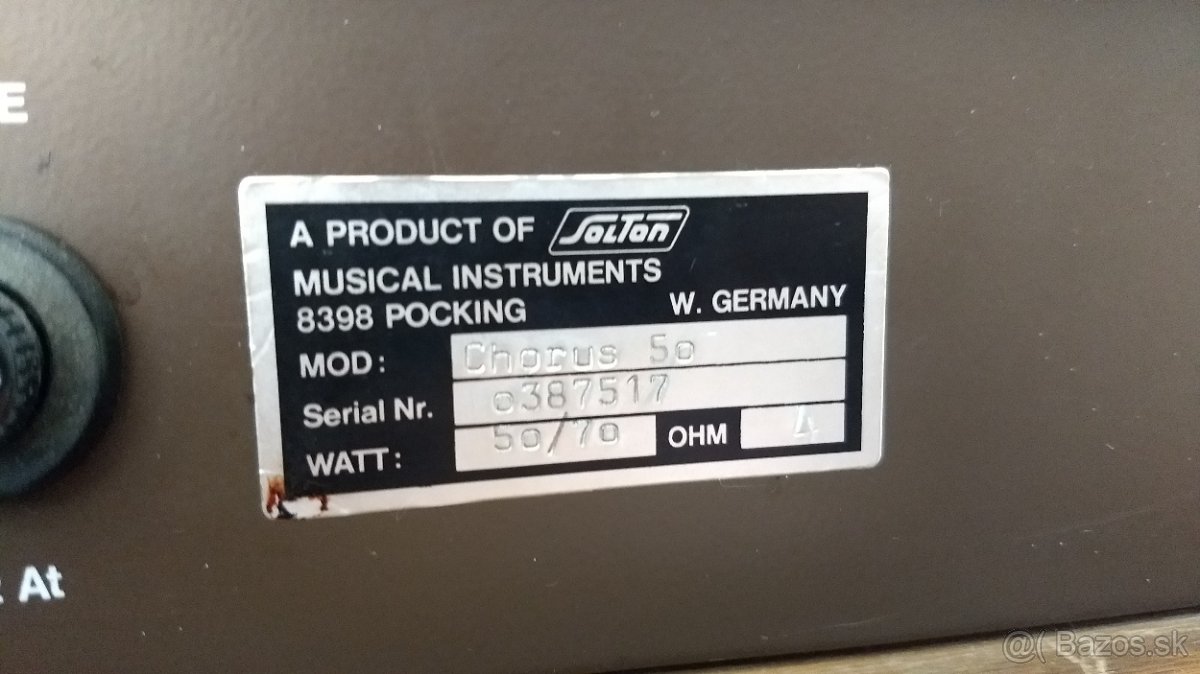 E
A PRODUCT OF SOLTON
MUSICAL INSTRUMENTS
8398 POCKING W. GERMANY
MOD: Chorus 5o
Serial Nr. o387517
WATT: 5o/7o OHM 4
At
@( Bazos.sk